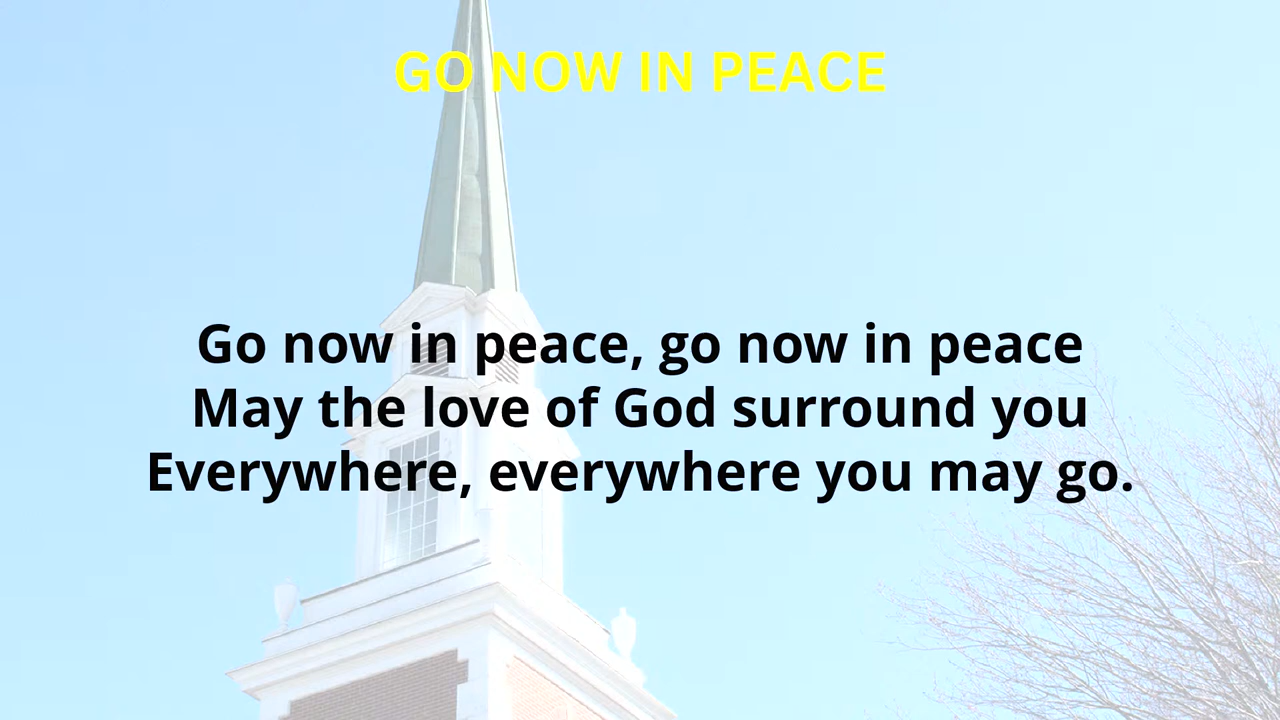 GO NOW IN PEACE
Go now in peace, go now in peace
May the love of God surround you
Everywhere, everywhere you may go.